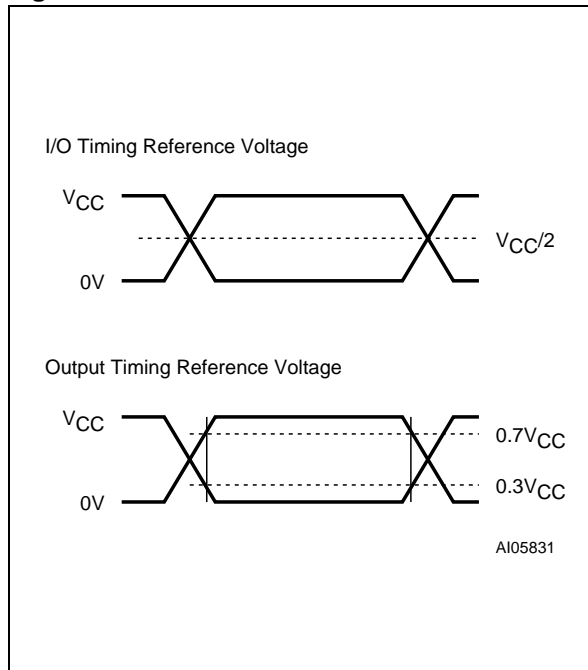 I/O Timing Reference Voltage
VCC
VCC/2
0V
Output Timing Reference Voltage
VCC
0.7VCC
0.3VCC
0V
AI05831